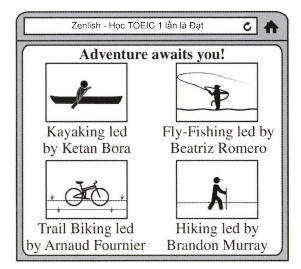 Zenlish - Học TOEIC 1 lần là Đạt
Adventure awaits you!
Kayaking led
by Ketan Bora
Fly-Fishing led by
Beatriz Romero
Trail Biking led
by Arnaud Fournier
Hiking led by
Brandon Murray